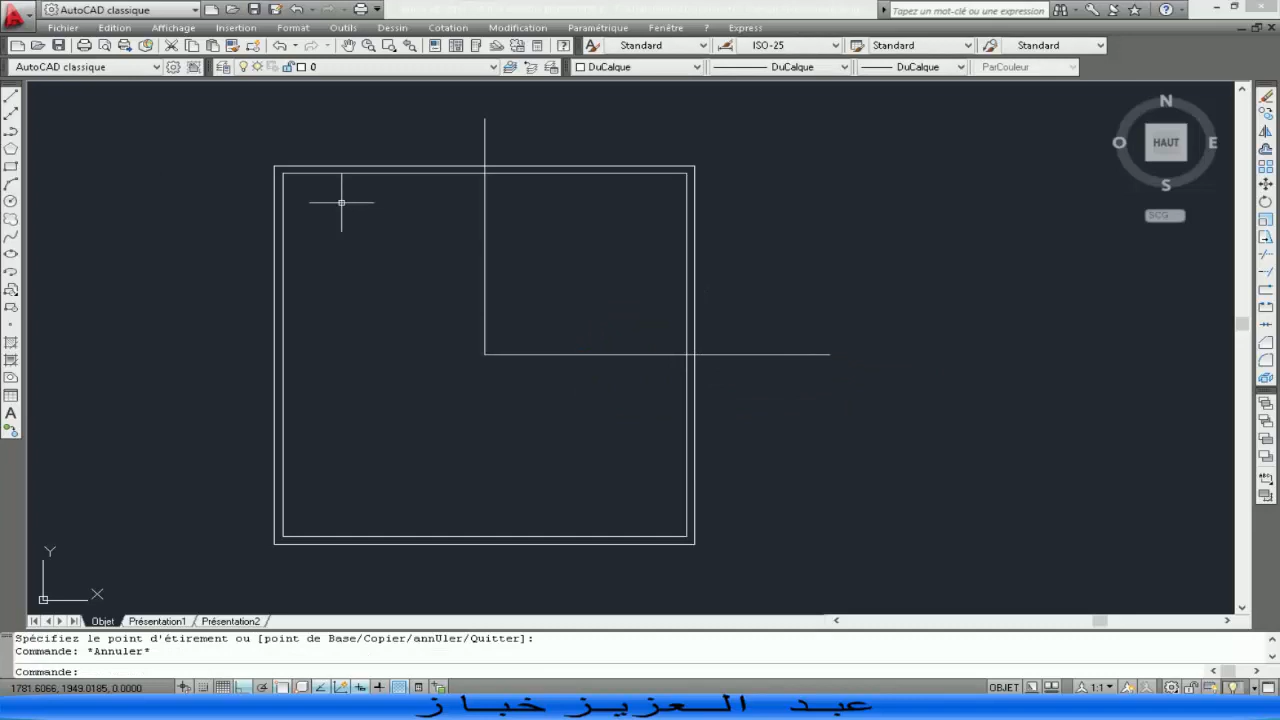 AutoCAD classique
Tapez un mot-clé ou une expression
Fichier Edition Affichage Insertion Format Outils Dessin Cotation Modification Paramétrique Fenêtre ? Express
Standard ISO-25 Standard Standard
AutoCAD classique 0 DuCalque DuCalque DuCalque ParCouleur
N
O HAUT E
S
SCG
Y
X
Objet Présentation1 Présentation2
Spécifiez le point d'étirement ou [point de Base/Copier/annUler/Quitter]:
Commande: *Annuler*
Commande:
1781.6066, 1949.0185, 0.0000 OBJET 1:1
عبد العزيز خباز